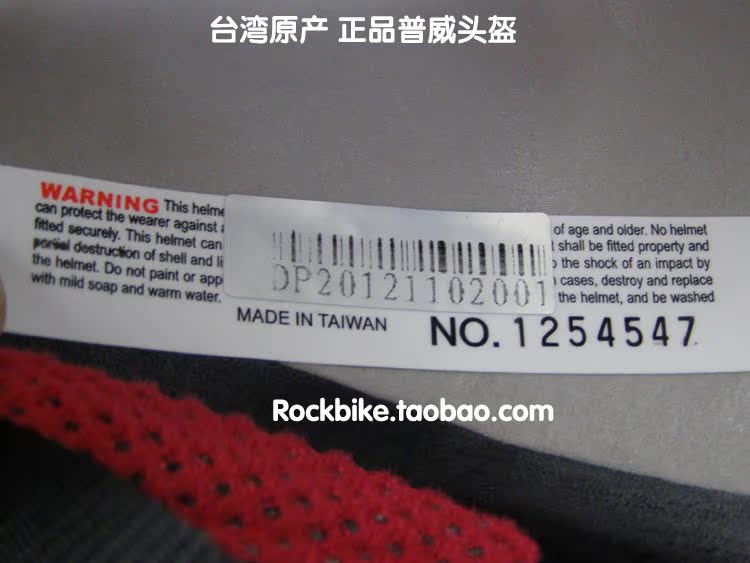 台湾原产 正品普威头盔
WARNING This helme
can protect the wearer against of age and older. No helmet
fitted securely. This helmet can shall be fitted property and
partial destruction of shell and li the shock of an impact by
the helmet. Do not paint or app cases, destroy and replace
with mild soap and warm water. the helmet, and be washed
DP20121102001
MADE IN TAIWAN
NO. 1254547
Rockbike.taobao.com